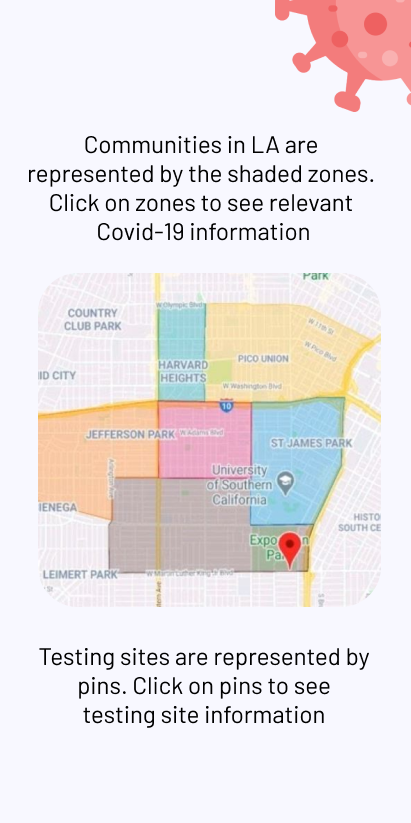 Communities in LA are
represented by the shaded zones.
Click on zones to see relevant
Covid-19 information
Park
W Olympic Blvd
COUNTRY
CLUB PARK
W 11th St
W Pico Blvd
HARVARD
HEIGHTS
PICO UNION
ID CITY
W Washington Blvd
10
JEFFERSON PARK
W Adams Blvd
ST JAMES PARK
University
of Southern
California
Arlington
IENEGA
HISTO
SOUTH CE
Expo n
Pa
LEIMERT PARK
W Martin Luther King Jr Blvd
tern Ave
Testing sites are represented by
pins. Click on pins to see
testing site information